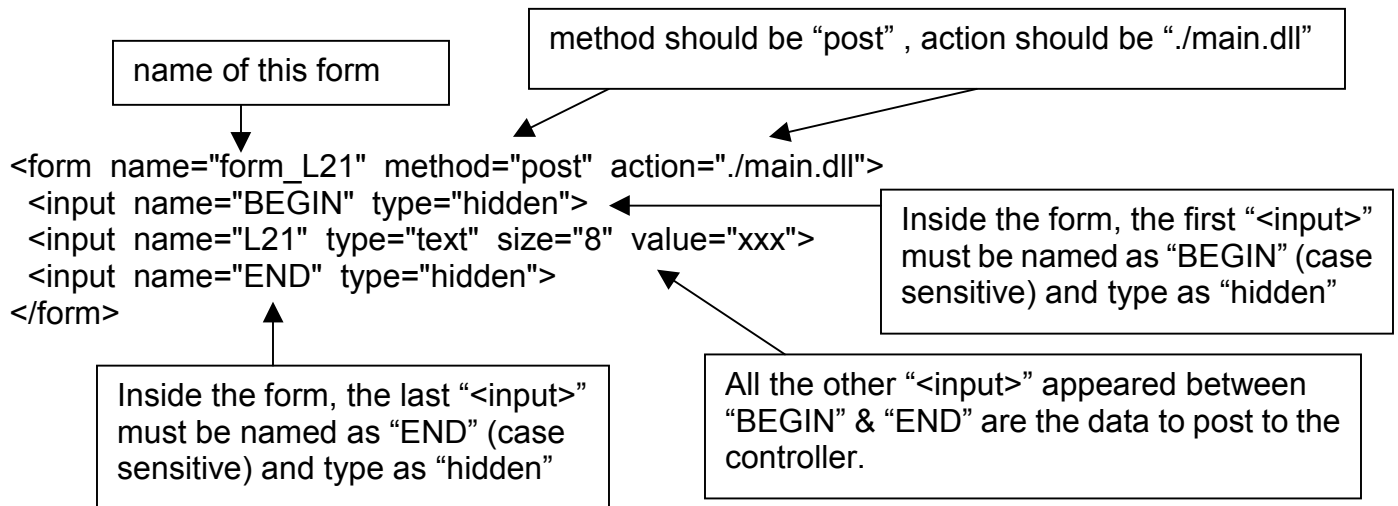 name of this form
method should be “post” , action should be “./main.dll”
<form name="form_L21" method="post" action="./main.dll">
<input name="BEGIN" type="hidden">
<input name="L21" type="text" size="8" value="xxx">
<input name="END" type="hidden">
</form>
Inside the form, the first “<input>”
must be named as “BEGIN” (case
sensitive) and type as “hidden”
Inside the form, the last “<input>”
must be named as “END” (case
sensitive) and type as “hidden”
All the other “<input>” appeared between
“BEGIN” & “END” are the data to post to the
controller.